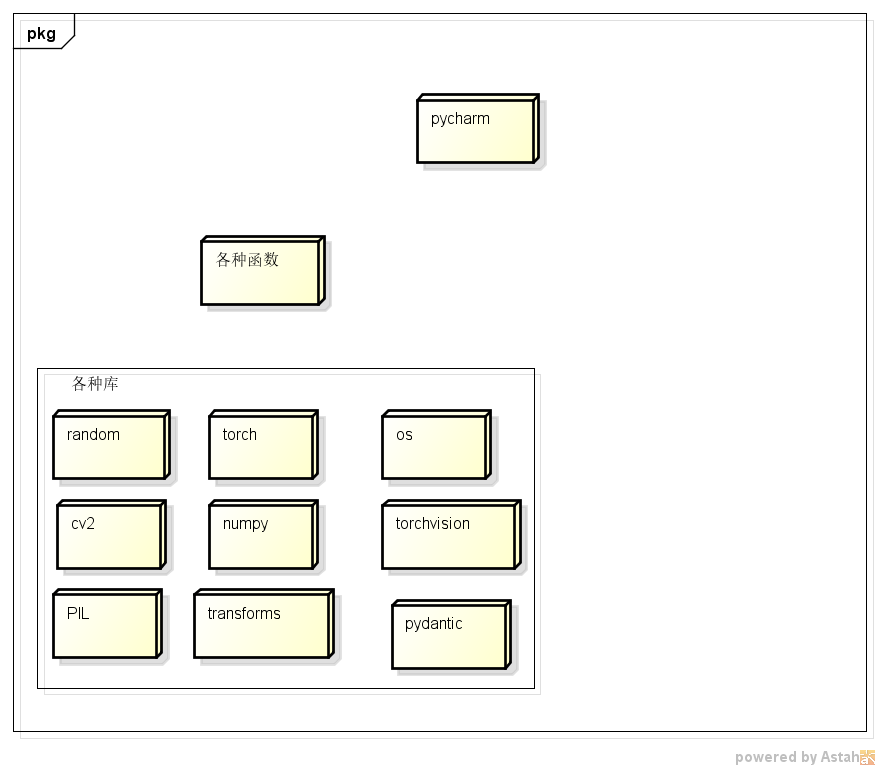 pkg
pycharm
各种函数
各种库
random
torch
os
cv2
numpy
torchvision
PIL
transforms
pydantic
powered by Astah